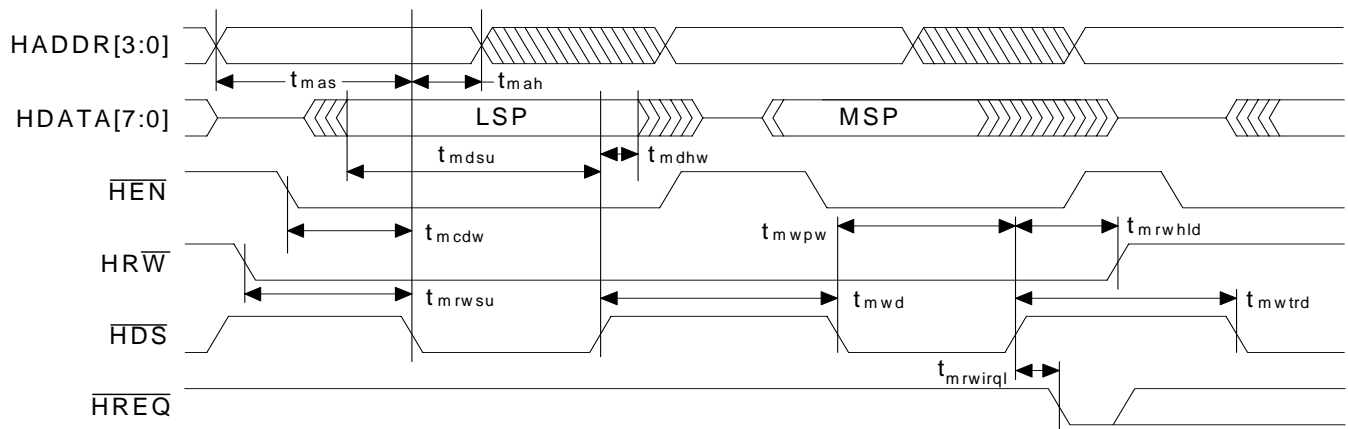 HADDR[3:0]
t mas
t mah
HDATA[7:0]
LSP
MSP
t mdsu
t mdhw
HEN
t mcdw
t mwpw
t mrwhld
HRW
t mrwsu
t mwd
t mwtrd
HDS
t mrwirql
HREQ